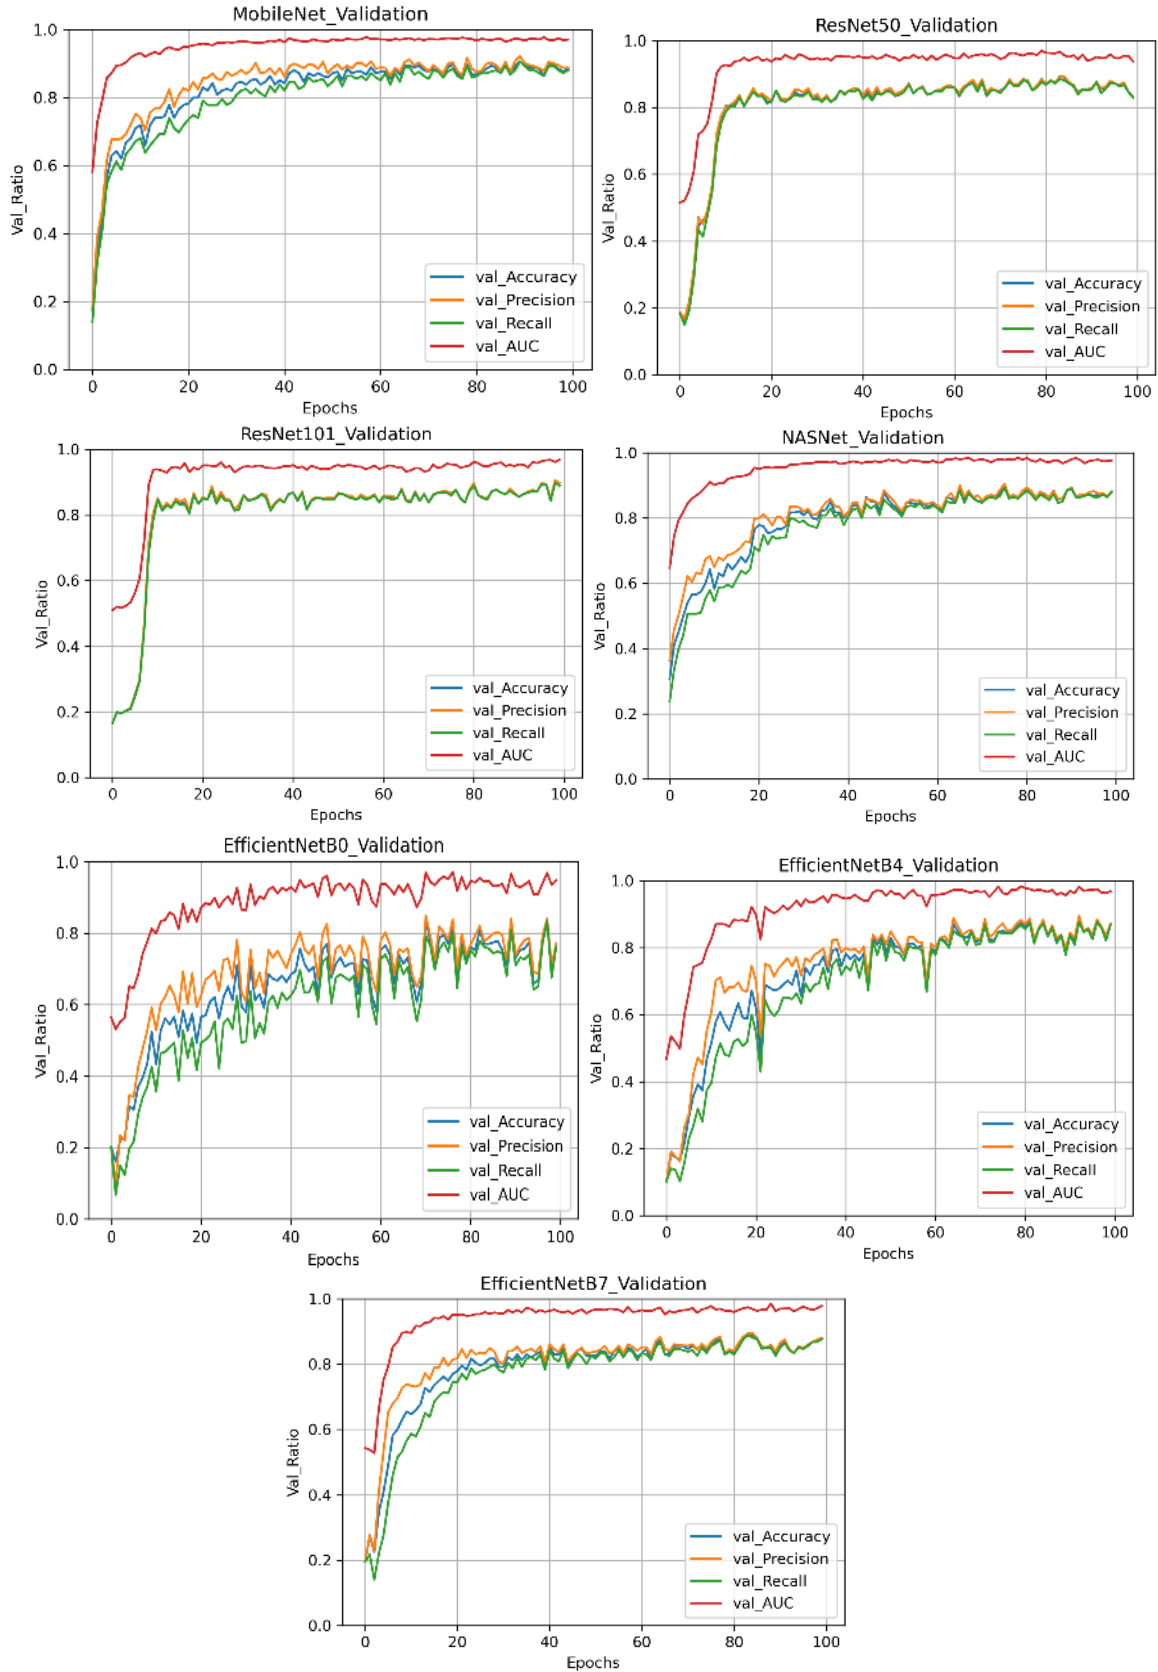 MobileNet_Validation
1.0
0.8
0.6
0.4
0.2
0.0
Val_Ratio
val_Accuracy
val_Precision
val_Recall
val_AUC
0 20 40 60 80 100
Epochs
ResNet50_Validation
1.0
0.8
0.6
0.4
0.2
0.0
Val_Ratio
val_Accuracy
val_Precision
val_Recall
val_AUC
0 20 40 60 80 100
Epochs
ResNet101_Validation
1.0
0.8
0.6
0.4
0.2
0.0
Val_Ratio
val_Accuracy
val_Precision
val_Recall
val_AUC
0 20 40 60 80 100
Epochs
NASNet_Validation
1.0
0.8
0.6
0.4
0.2
0.0
Val_Ratio
val_Accuracy
val_Precision
val_Recall
val_AUC
0 20 40 60 80 100
Epochs
EfficientNetB0_Validation
1.0
0.8
0.6
0.4
0.2
0.0
Val_Ratio
val_Accuracy
val_Precision
val_Recall
val_AUC
0 20 40 60 80 100
Epochs
EfficientNetB4_Validation
1.0
0.8
0.6
0.4
0.2
0.0
Val_Ratio
val_Accuracy
val_Precision
val_Recall
val_AUC
0 20 40 60 80 100
Epochs
EfficientNetB7_Validation
1.0
0.8
0.6
0.4
0.2
0.0
Val_Ratio
val_Accuracy
val_Precision
val_Recall
val_AUC
0 20 40 60 80 100
Epochs